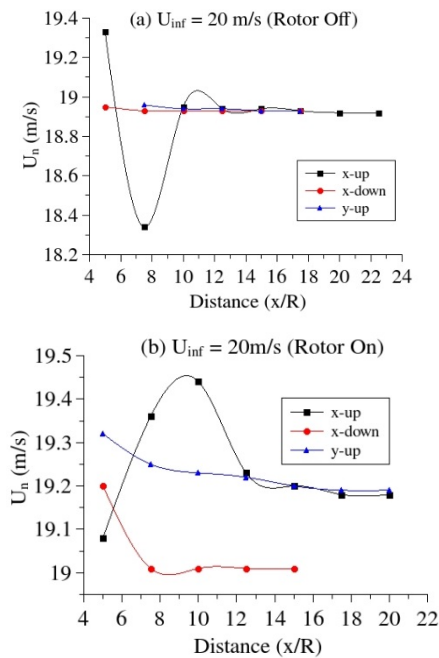 (a) U_inf = 20 m/s (Rotor Off)
19.4
19.2
19
18.8
18.6
18.4
18.2
U_n (m/s)
x-up
x-down
y-up
4 6 8 10 12 14 16 18 20 22 24
Distance (x/R)
(b) U_inf = 20m/s (Rotor On)
19.5
19.4
19.3
19.2
19.1
19
U_n (m/s)
x-up
x-down
y-up
4 6 8 10 12 14 16 18 20 22
Distance (x/R)